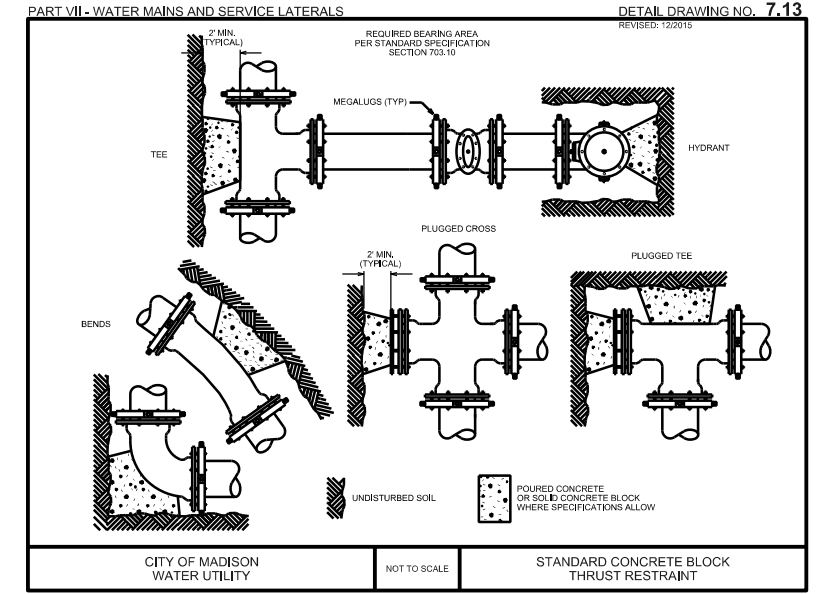 PART VII - WATER MAINS AND SERVICE LATERALS
DETAIL DRAWING NO. 7.13
REVISED: 12/2015
2' MIN.
(TYPICAL)
REQUIRED BEARING AREA
PER STANDARD SPECIFICATION
SECTION 703.10
MEGALUGS (TYP)
TEE
HYDRANT
PLUGGED CROSS
2' MIN.
(TYPICAL)
PLUGGED TEE
BENDS
UNDISTURBED SOIL
POURED CONCRETE
OR SOLID CONCRETE BLOCK
WHERE SPECIFICATIONS ALLOW
CITY OF MADISON
WATER UTILITY
NOT TO SCALE
STANDARD CONCRETE BLOCK
THRUST RESTRAINT